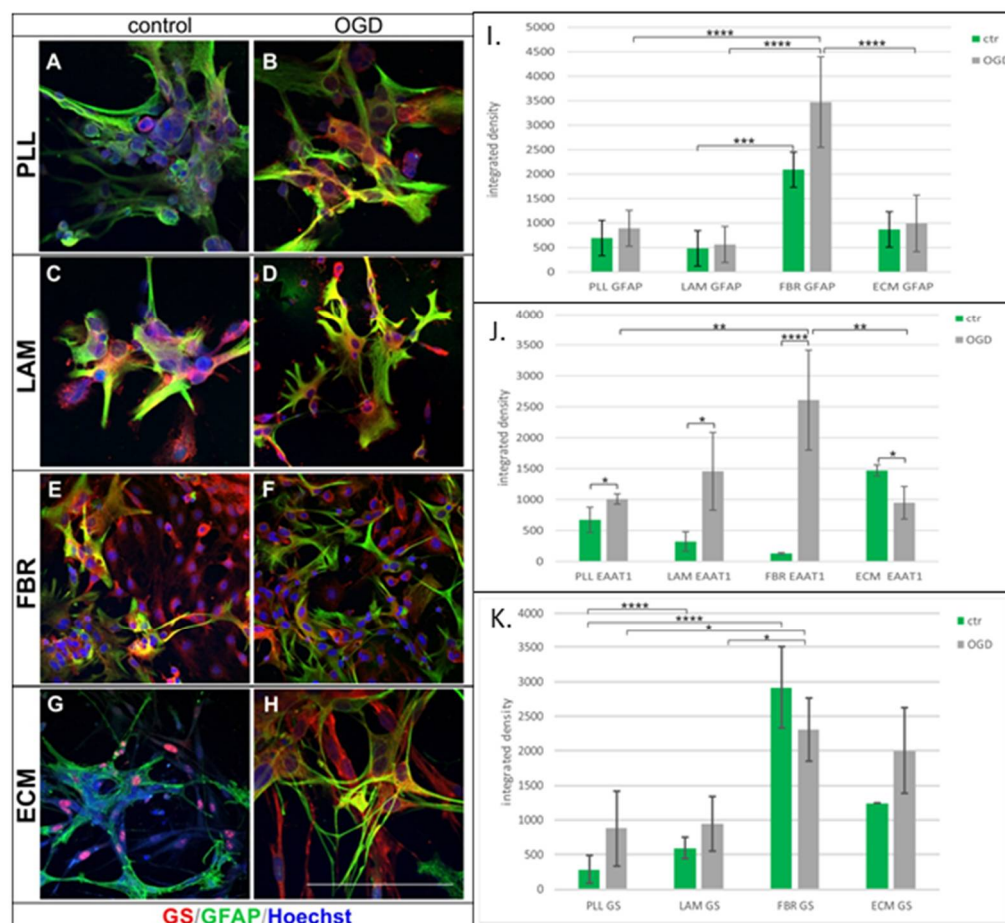 control OGD
PLL
A B
LAM
C D
FBR
E F
ECM
G H
GS/GFAP/Hoechst
I.
**** 
**** ****
***
integrated density
5000
4500
4000
3500
3000
2500
2000
1500
1000
500
0
PLL GFAP LAM GFAP FBR GFAP ECM GFAP
ctr
OGD
J.
** **
****
*
* *
integrated density
4000
3500
3000
2500
2000
1500
1000
500
0
PLL EAAT1 LAM EAAT1 FBR EAAT1 ECM EAAT1
ctr
OGD
K.
****
****
*
*
integrated density
4000
3500
3000
2500
2000
1500
1000
500
0
PLL GS LAM GS FBR GS ECM GS
ctr
OGD